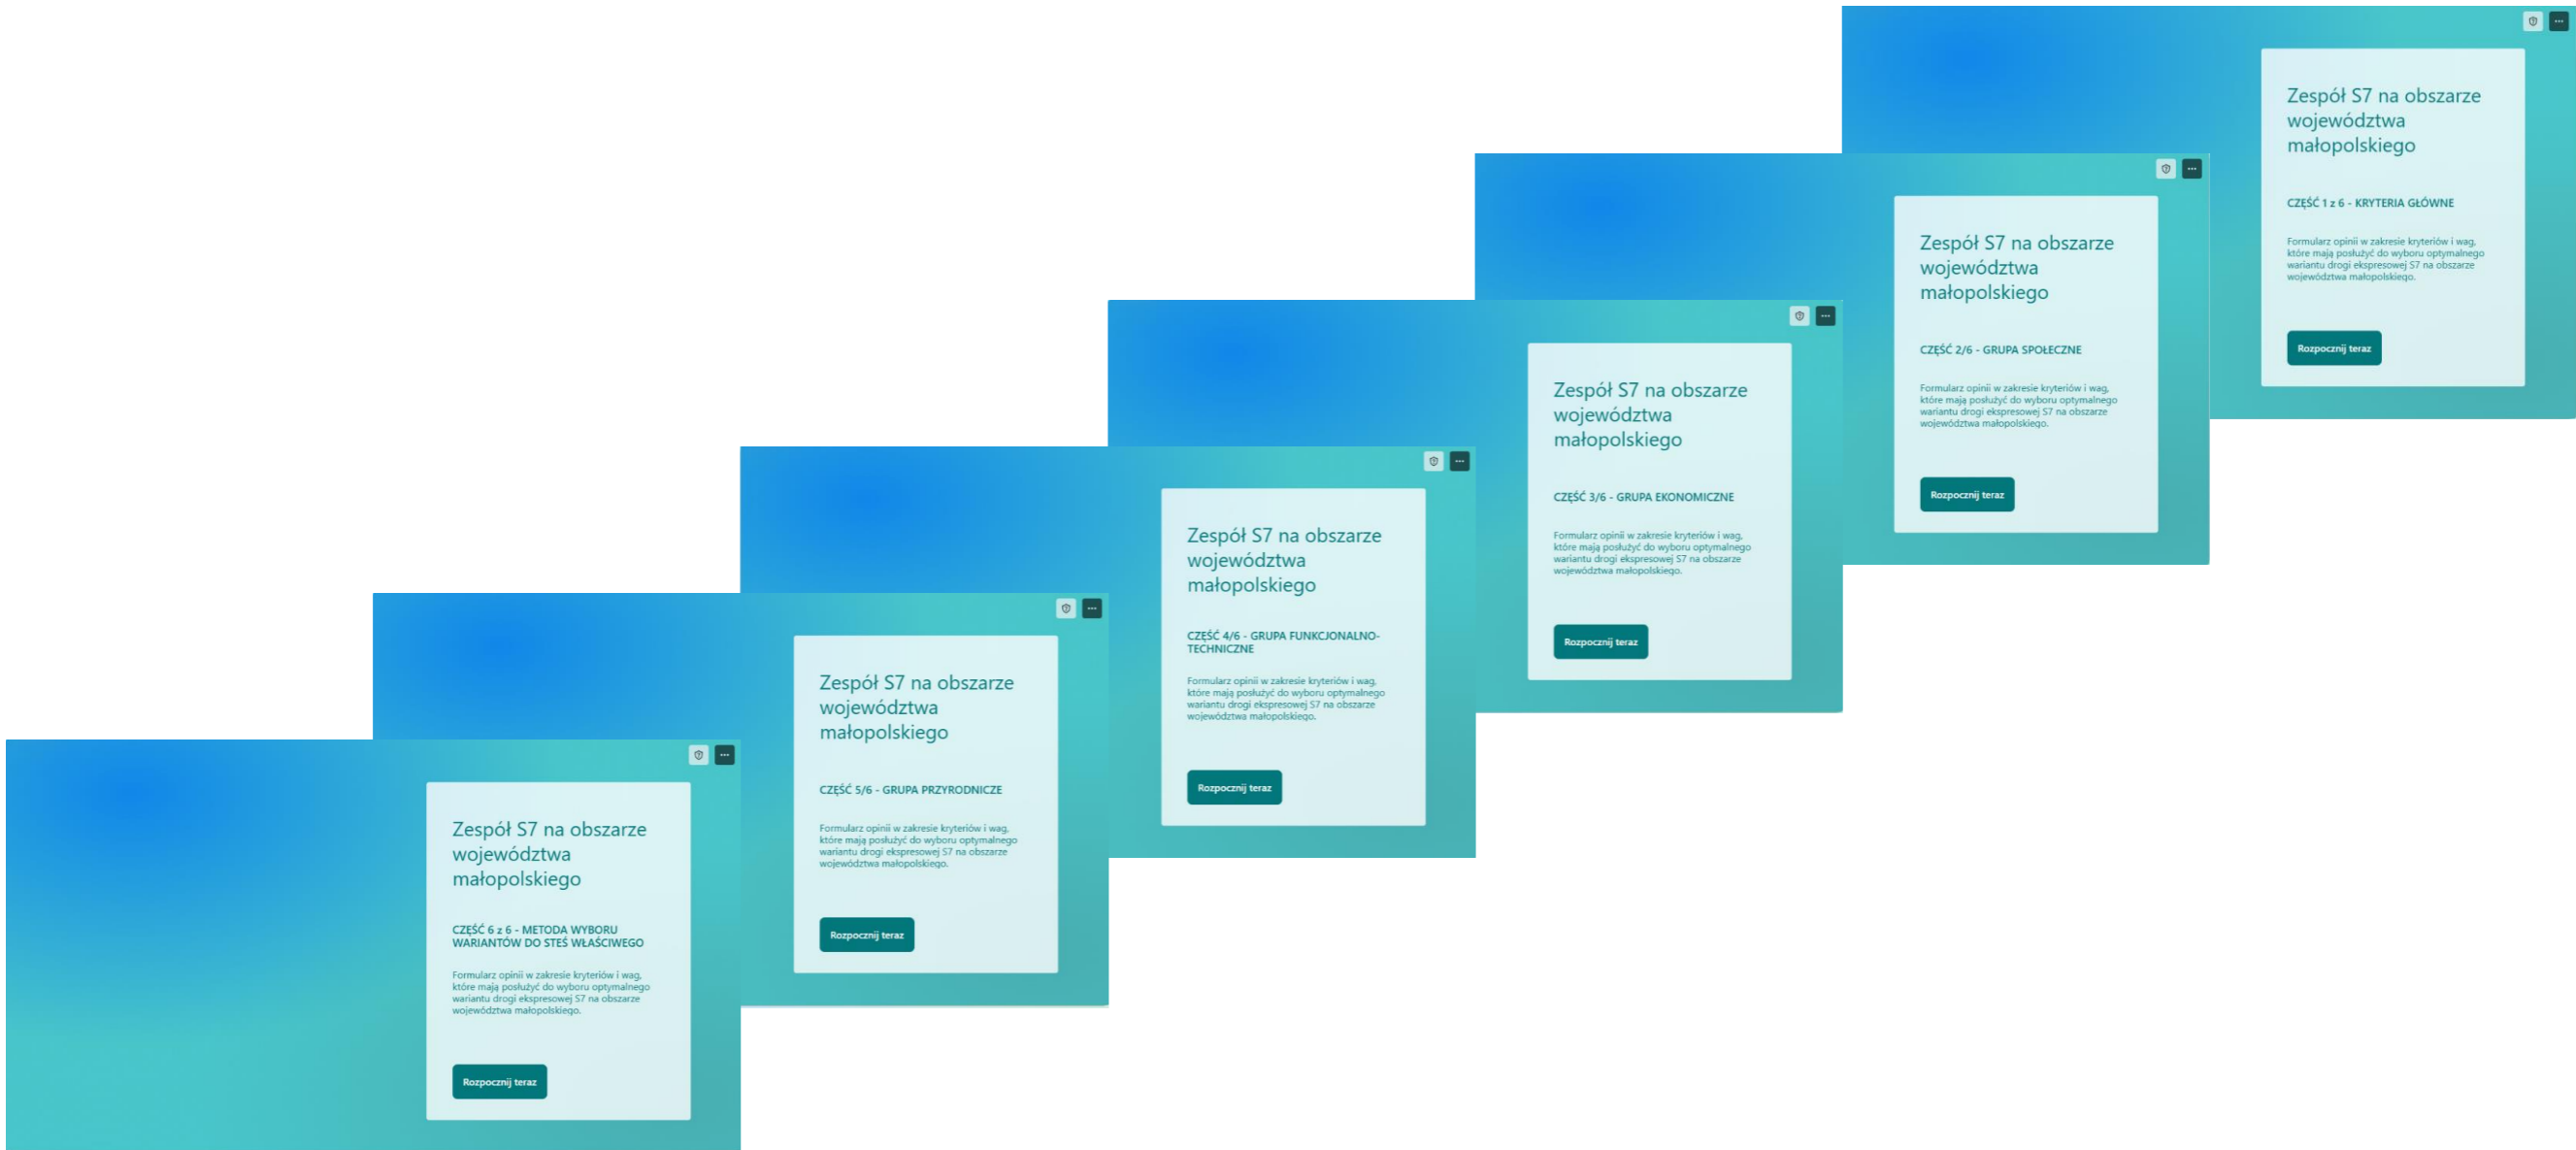 Zespół S7 na obszarze
województwa
małopolskiego
CZĘŚĆ 1 z 6 - KRYTERIA GŁÓWNE
Formularz opinii w zakresie kryteriów i wag,
które mają posłużyć do wyboru optymalnego
wariantu drogi ekspresowej S7 na obszarze
województwa małopolskiego.
Rozpocznij teraz
Zespół S7 na obszarze
województwa
małopolskiego
CZĘŚĆ 2/6 - GRUPA SPOŁECZNE
Formularz opinii w zakresie kryteriów i wag,
które mają posłużyć do wyboru optymalnego
wariantu drogi ekspresowej S7 na obszarze
województwa małopolskiego.
Rozpocznij teraz
Zespół S7 na obszarze
województwa
małopolskiego
CZĘŚĆ 3/6 - GRUPA EKONOMICZNE
Formularz opinii w zakresie kryteriów i wag,
które mają posłużyć do wyboru optymalnego
wariantu drogi ekspresowej S7 na obszarze
województwa małopolskiego.
Rozpocznij teraz
Zespół S7 na obszarze
województwa
małopolskiego
CZĘŚĆ 4/6 - GRUPA FUNKCJONALNO-
TECHNICZNE
Formularz opinii w zakresie kryteriów i wag,
które mają posłużyć do wyboru optymalnego
wariantu drogi ekspresowej S7 na obszarze
województwa małopolskiego.
Rozpocznij teraz
Zespół S7 na obszarze
województwa
małopolskiego
CZĘŚĆ 5/6 - GRUPA PRZYRODNICZE
Formularz opinii w zakresie kryteriów i wag,
które mają posłużyć do wyboru optymalnego
wariantu drogi ekspresowej S7 na obszarze
województwa małopolskiego.
Rozpocznij teraz
Zespół S7 na obszarze
województwa
małopolskiego
CZĘŚĆ 6 z 6 - METODA WYBORU
WARIANTÓW DO STEŚ WŁAŚCIWEGO
Formularz opinii w zakresie kryteriów i wag,
które mają posłużyć do wyboru optymalnego
wariantu drogi ekspresowej S7 na obszarze
województwa małopolskiego.
Rozpocznij teraz